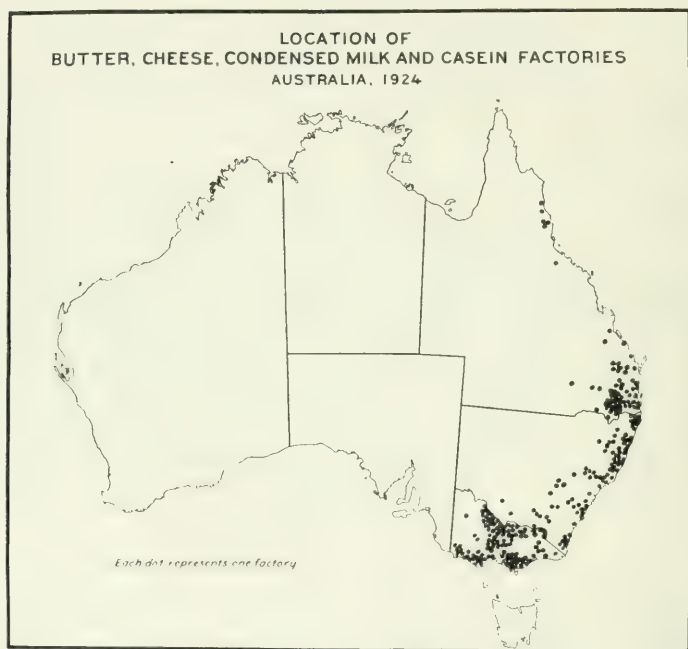 LOCATION OF
BUTTER, CHEESE, CONDENSED MILK AND CASEIN FACTORIES
AUSTRALIA, 1924
Each dot represents one factory